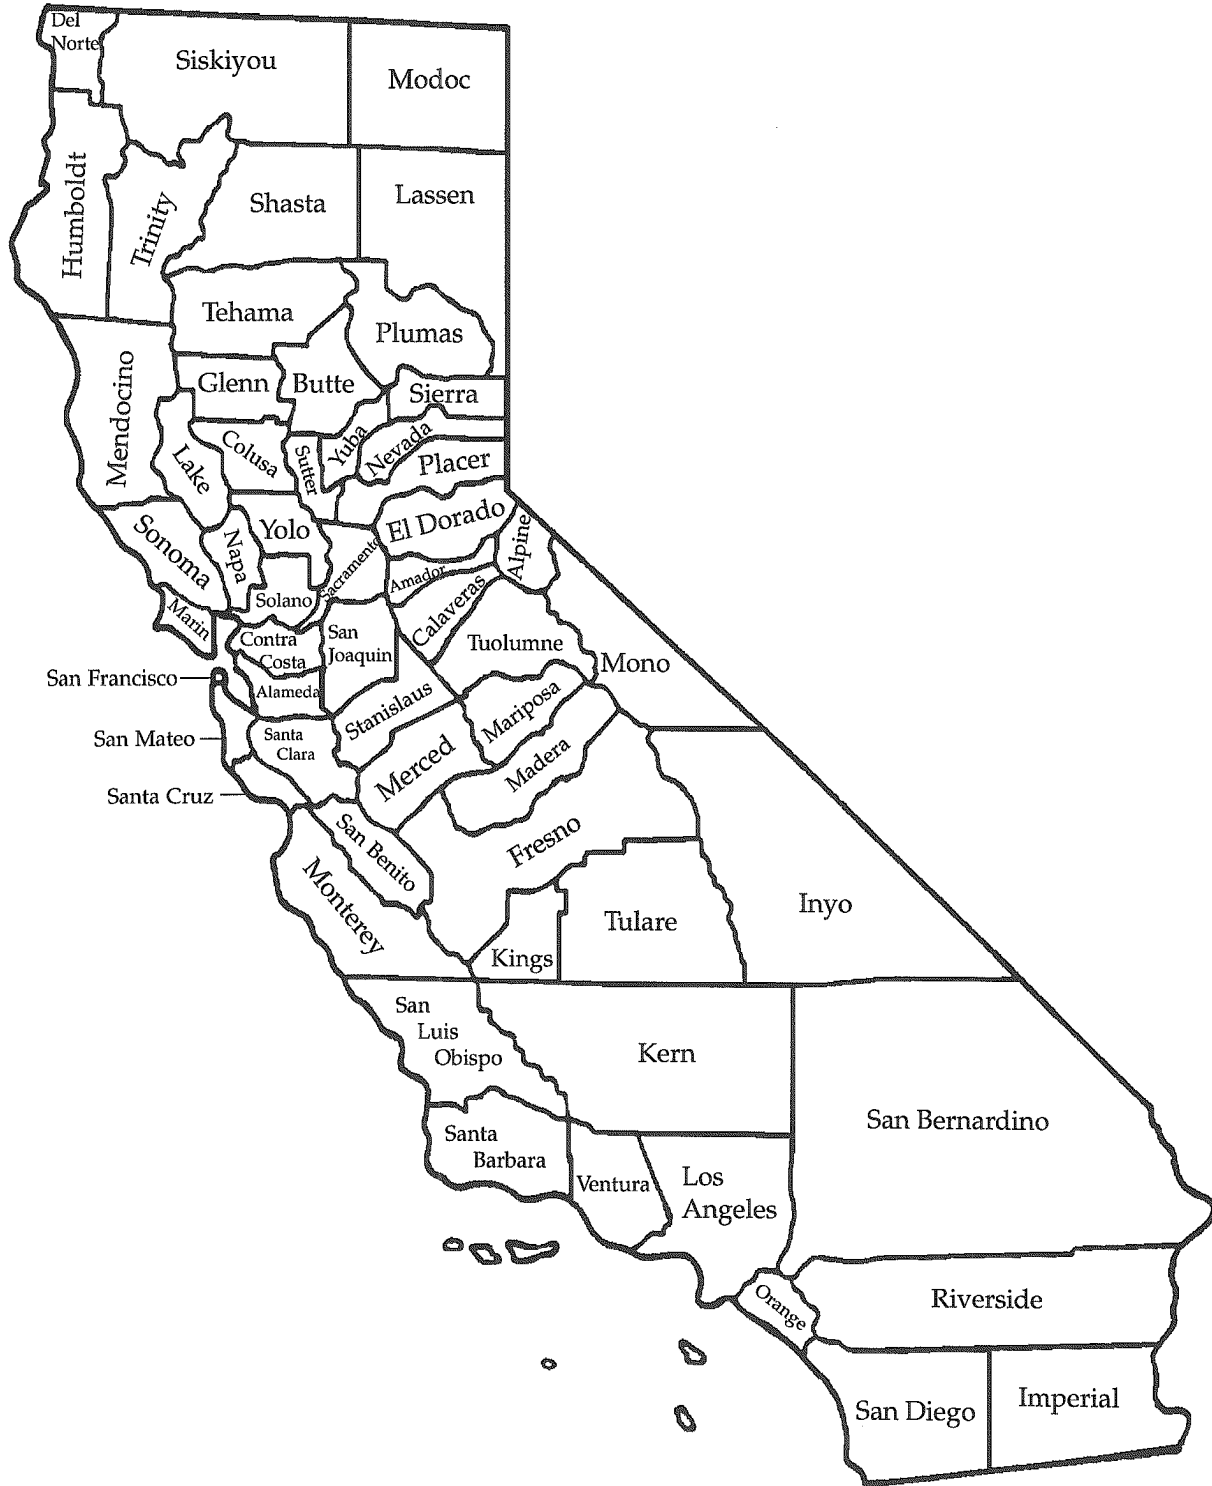 Del
Norte
Siskiyou
Modoc
Humboldt
Trinity
Shasta
Lassen
Tehama
Plumas
Mendocino
Glenn
Butte
Sierra
Lake
Colusa
Sutter
Yuba
Nevada
Placer
Sonoma
Napa
Yolo
Sacramento
El Dorado
Alpine
Amador
Solano
Marin
Calaveras
Contra
Costa
San
Joaquin
Tuolumne
Mono
San Francisco
Alameda
Stanislaus
Mariposa
San Mateo
Santa
Clara
Merced
Madera
Santa Cruz
San Benito
Fresno
Monterey
Kings
Tulare
Inyo
San
Luis
Obispo
Kern
San Bernardino
Santa
Barbara
Ventura
Los
Angeles
Orange
Riverside
San Diego
Imperial